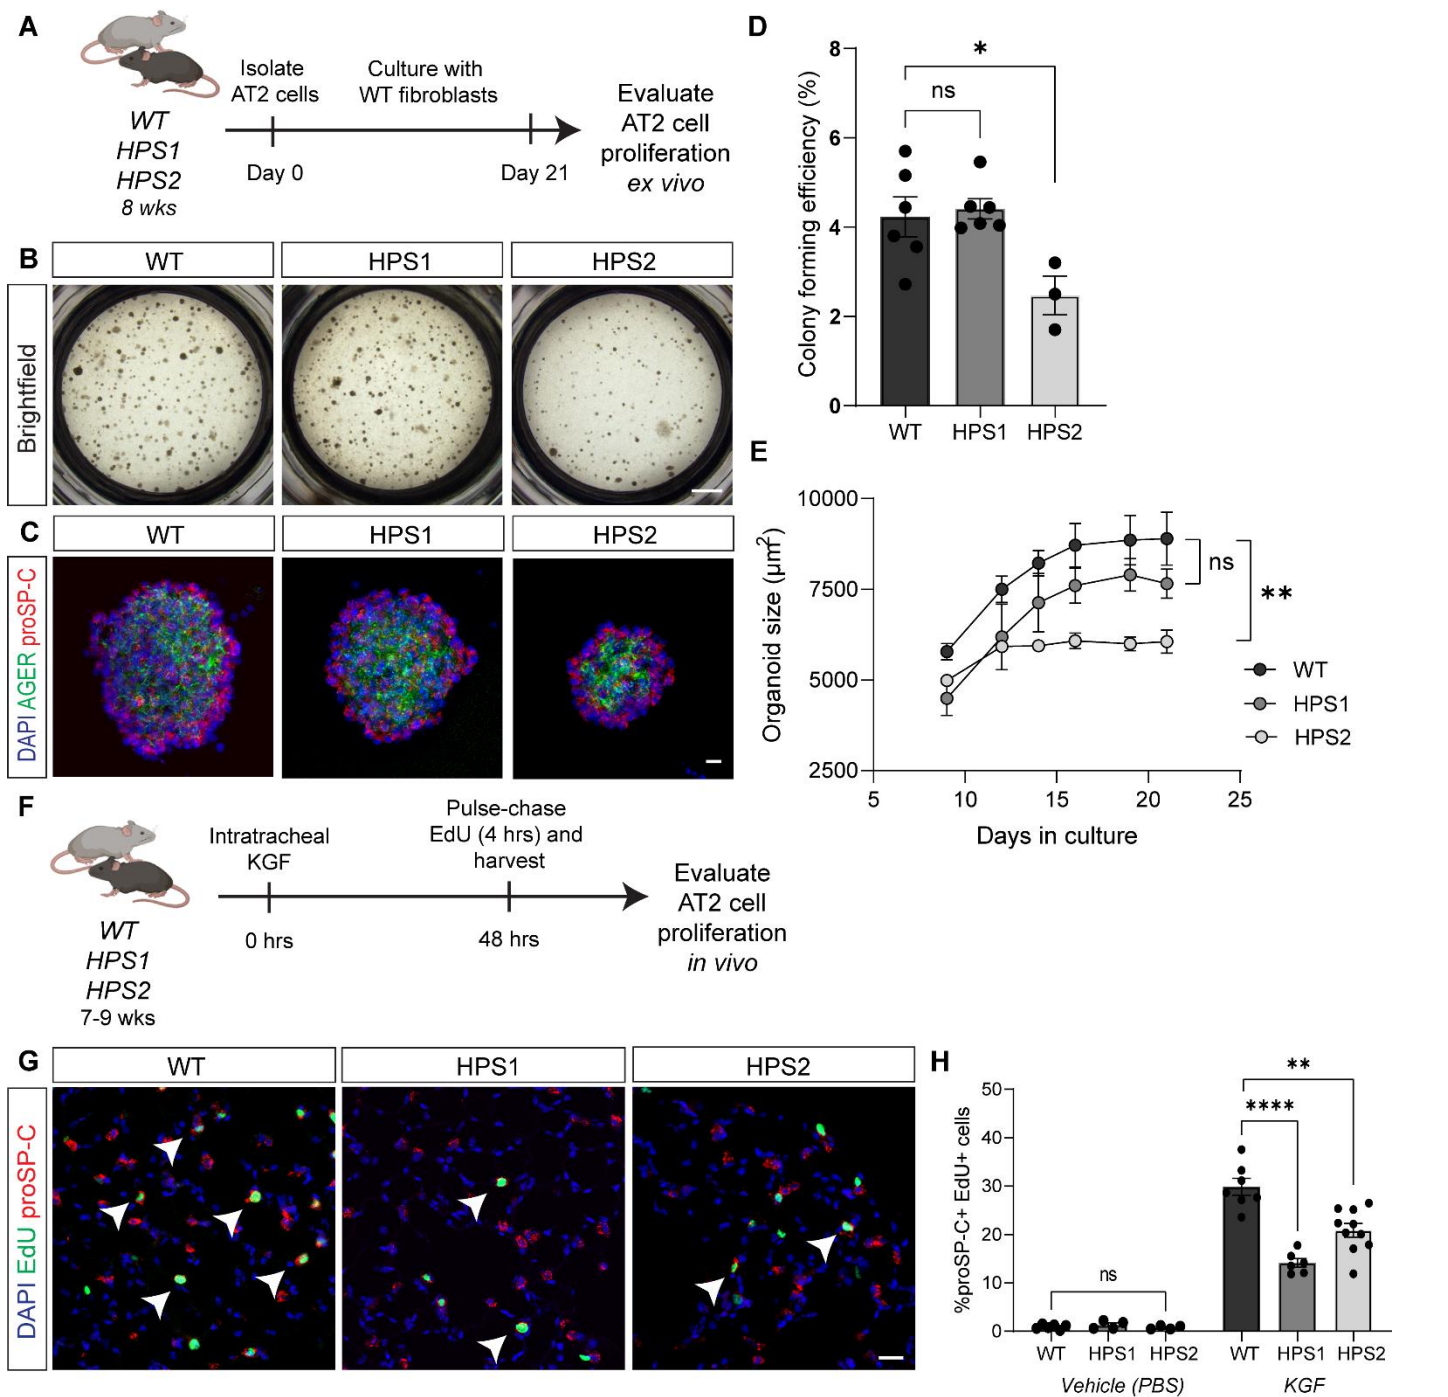 A
WT
HPS1
HPS2
8 wks
Isolate
AT2 cells
Culture with
WT fibroblasts
Day 0
Day 21
Evaluate
AT2 cell
proliferation
ex vivo
B
WT
HPS1
HPS2
Brightfield
C
WT
HPS1
HPS2
DAPI AGER proSP-C
D
Colony forming efficiency (%)
8
6
4
2
0
*
ns
WT
HPS1
HPS2
E
Organoid size (µm²)
10000
7500
5000
2500
5
10
15
20
25
Days in culture
ns
**
WT
HPS1
HPS2
F
WT
HPS1
HPS2
7-9 wks
Intratracheal
KGF
0 hrs
Pulse-chase
EdU (4 hrs) and
harvest
48 hrs
Evaluate
AT2 cell
proliferation
in vivo
G
WT
HPS1
HPS2
DAPI EdU proSP-C
H
%proSP-C+ EdU+ cells
50
40
30
20
10
0
ns
**
****
WT
HPS1
HPS2
WT
HPS1
HPS2
Vehicle (PBS)
KGF